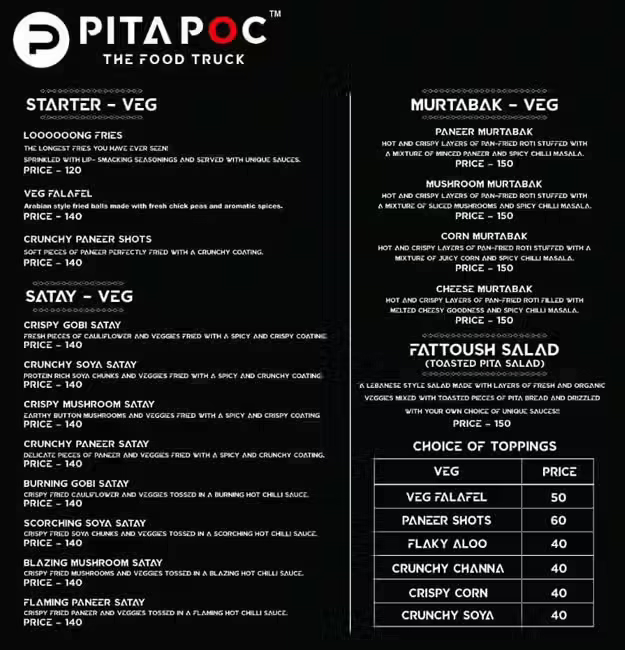 P PITAPOC™
THE FOOD TRUCK
STARTER – VEG
LOOOOOONG FRIES
THE LONGEST FRIES YOU HAVE EVER SEEN!
SPRINKLED WITH LIP- SMACKING SEASONINGS AND SERVED WITH UNIQUE SAUCES.
PRICE – 120
VEG FALAFEL
Arabian style fried balls made with fresh chick peas and aromatic spices.
PRICE – 140
CRUNCHY PANEER SHOTS
SOFT PIECES OF PANEER PERFECTLY FRIED WITH A CRUNCHY COATING.
PRICE – 140
SATAY – VEG
CRISPY GOBI SATAY
FRESH PIECES OF CAULIFLOWER AND VEGGIES FRIED WITH A SPICY AND CRISPY COATING
PRICE – 140
CRUNCHY SOYA SATAY
PROTEIN RICH SOYA CHUNKS AND VEGGIES FRIED WITH A SPICY AND CRUNCHY COATING.
PRICE – 140
CRISPY MUSHROOM SATAY
EARTHY BUTTON MUSHROOMS AND VEGGIES FRIED WITH A SPICY AND CRISPY COATING
PRICE – 140
CRUNCHY PANEER SATAY
DELICATE PIECES OF PANEER AND VEGGIES FRIED WITH A SPICY AND CRUNCHY COATING.
PRICE – 140
BURNING GOBI SATAY
CRISPY FRIED CAULIFLOWER AND VEGGIES TOSSED IN A BURNING HOT CHILLI SAUCE.
PRICE – 140
SCORCHING SOYA SATAY
CRISPY FRIED SOYA CHUNKS AND VEGGIES TOSSED IN A SCORCHING HOT CHILLI SAUCE.
PRICE – 140
BLAZING MUSHROOM SATAY
CRISPY FRIED MUSHROOMS AND VEGGIES TOSSED IN A BLAZING HOT CHILLI SAUCE.
PRICE – 140
FLAMING PANEER SATAY
CRISPY FRIED PANEER AND VEGGIES TOSSED IN A FLAMING HOT CHILLI SAUCE.
PRICE – 140
MURTABAK – VEG
PANEER MURTABAK
HOT AND CRISPY LAYERS OF PAN-FRIED ROTI STUFFED WITH
A MIXTURE OF MINCED PANEER AND SPICY CHILLI MASALA.
PRICE – 150
MUSHROOM MURTABAK
HOT AND CRISPY LAYERS OF PAN-FRIED ROTI STUFFED WITH
A MIXTURE OF SLICED MUSHROOMS AND SPICY CHILLI MASALA.
PRICE – 150
CORN MURTABAK
HOT AND CRISPY LAYERS OF PAN-FRIED ROTI STUFFED WITH A
MIXTURE OF JUICY CORN AND SPICY CHILLI MASALA.
PRICE – 150
CHEESE MURTABAK
HOT AND CRISPY LAYERS OF PAN-FRIED ROTI FILLED WITH
MELTED CHEESY GOODNESS AND SPICY CHILLI MASALA.
PRICE – 150
FATTOUSH SALAD
(TOASTED PITA SALAD)
A LEBANESE STYLE SALAD MADE WITH LAYERS OF FRESH AND ORGANIC
VEGGIES MIXED WITH TOASTED PIECES OF PITA BREAD AND DRIZZLED
WITH YOUR OWN CHOICE OF UNIQUE SAUCES!!
PRICE – 150
CHOICE OF TOPPINGS
VEG PRICE
VEG FALAFEL 50
PANEER SHOTS 60
FLAKY ALOO 40
CRUNCHY CHANNA 40
CRISPY CORN 40
CRUNCHY SOYA 40